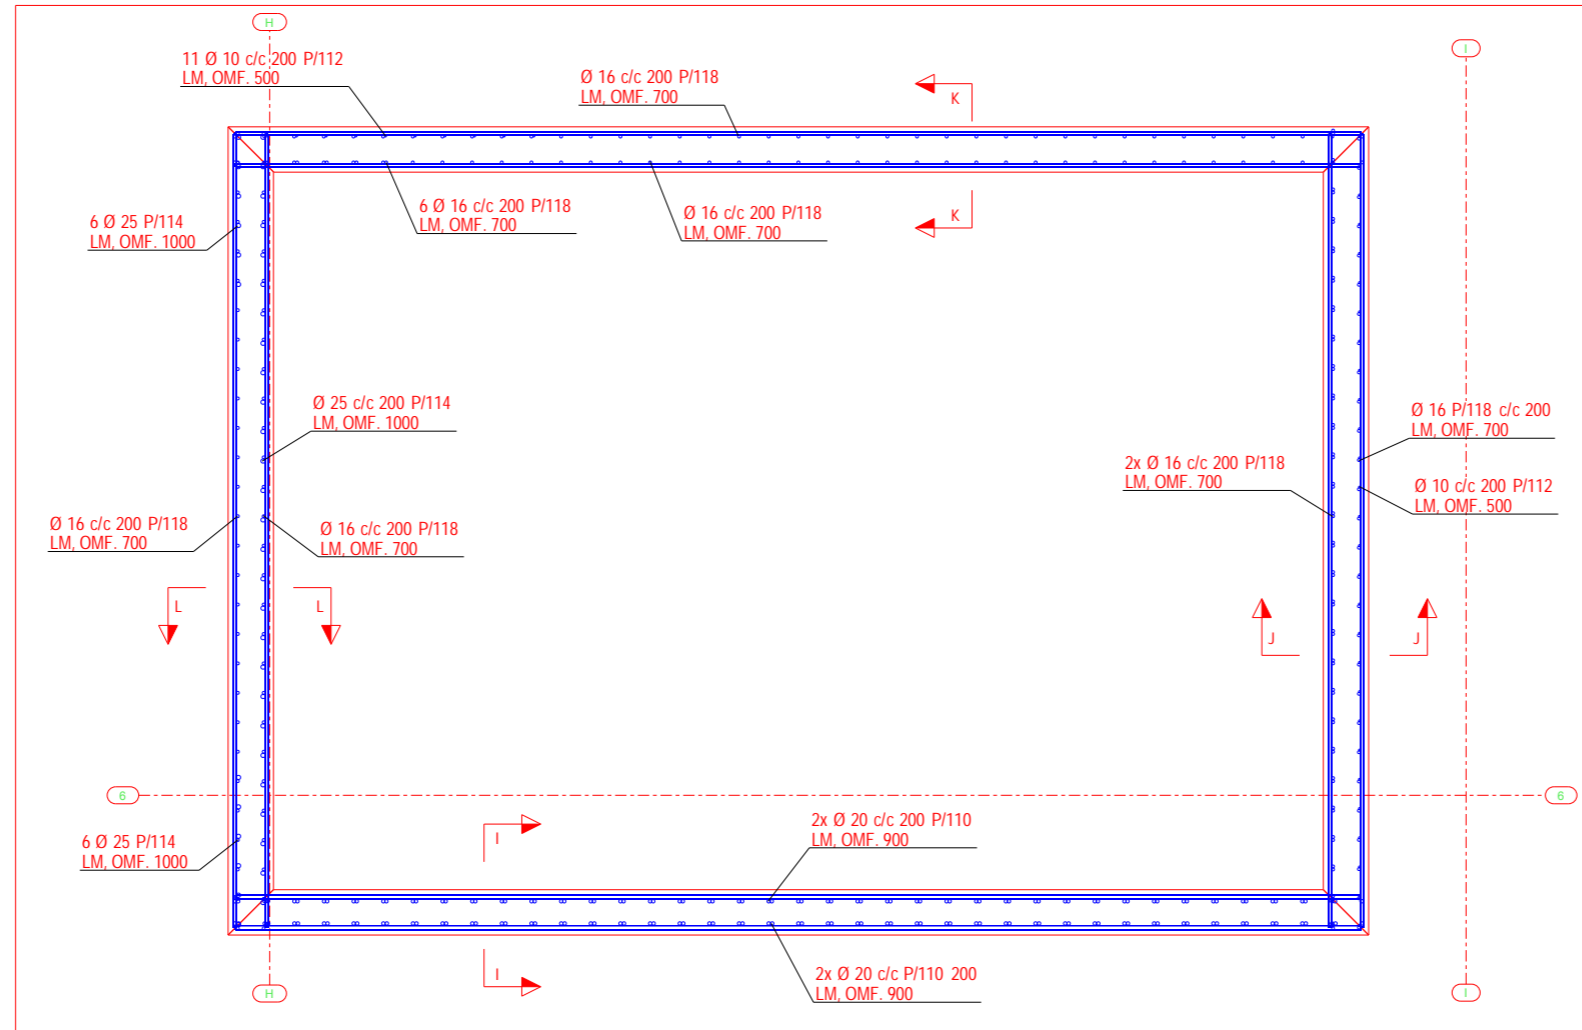 H
I
11 Ø 10 c/c 200 P/112
LM, OMF. 500
Ø 16 c/c 200 P/118
LM, OMF. 700
K
6 Ø 16 c/c 200 P/118
LM, OMF. 700
Ø 16 c/c 200 P/118
LM, OMF. 700
K
6 Ø 25 P/114
LM, OMF. 1000
Ø 25 c/c 200 P/114
LM, OMF. 1000
Ø 16 P/118 c/c 200
LM, OMF. 700
2x Ø 16 c/c 200 P/118
LM, OMF. 700
Ø 10 c/c 200 P/112
LM, OMF. 500
Ø 16 c/c 200 P/118
LM, OMF. 700
Ø 16 c/c 200 P/118
LM, OMF. 700
L
L
J
J
6
6
6 Ø 25 P/114
LM, OMF. 1000
I
2x Ø 20 c/c 200 P/110
LM, OMF. 900
I
2x Ø 20 c/c P/110 200
LM, OMF. 900
H
I